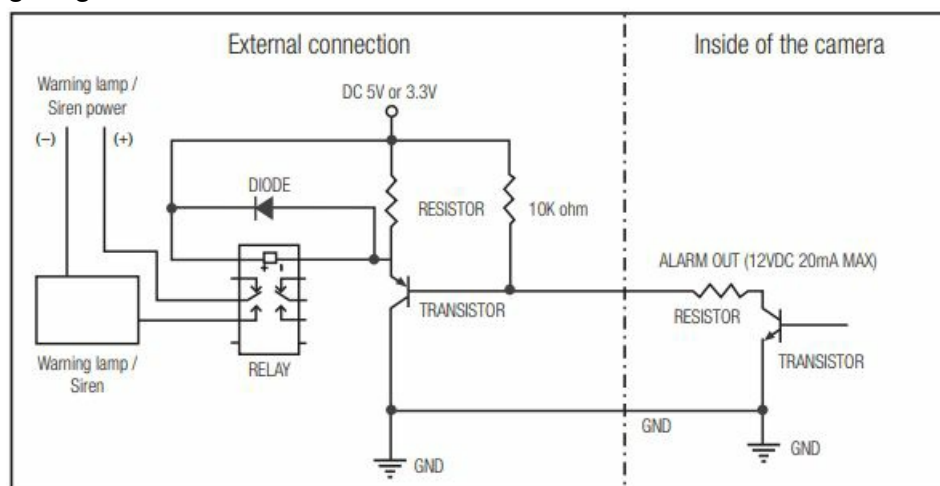 External connection
Inside of the camera
Warning lamp /
Siren power
(−)
(+)
DC 5V or 3.3V
DIODE
RESISTOR
10K ohm
+
ALARM OUT (12VDC 20mA MAX)
RESISTOR
TRANSISTOR
TRANSISTOR
Warning lamp /
Siren
RELAY
GND
GND
GND